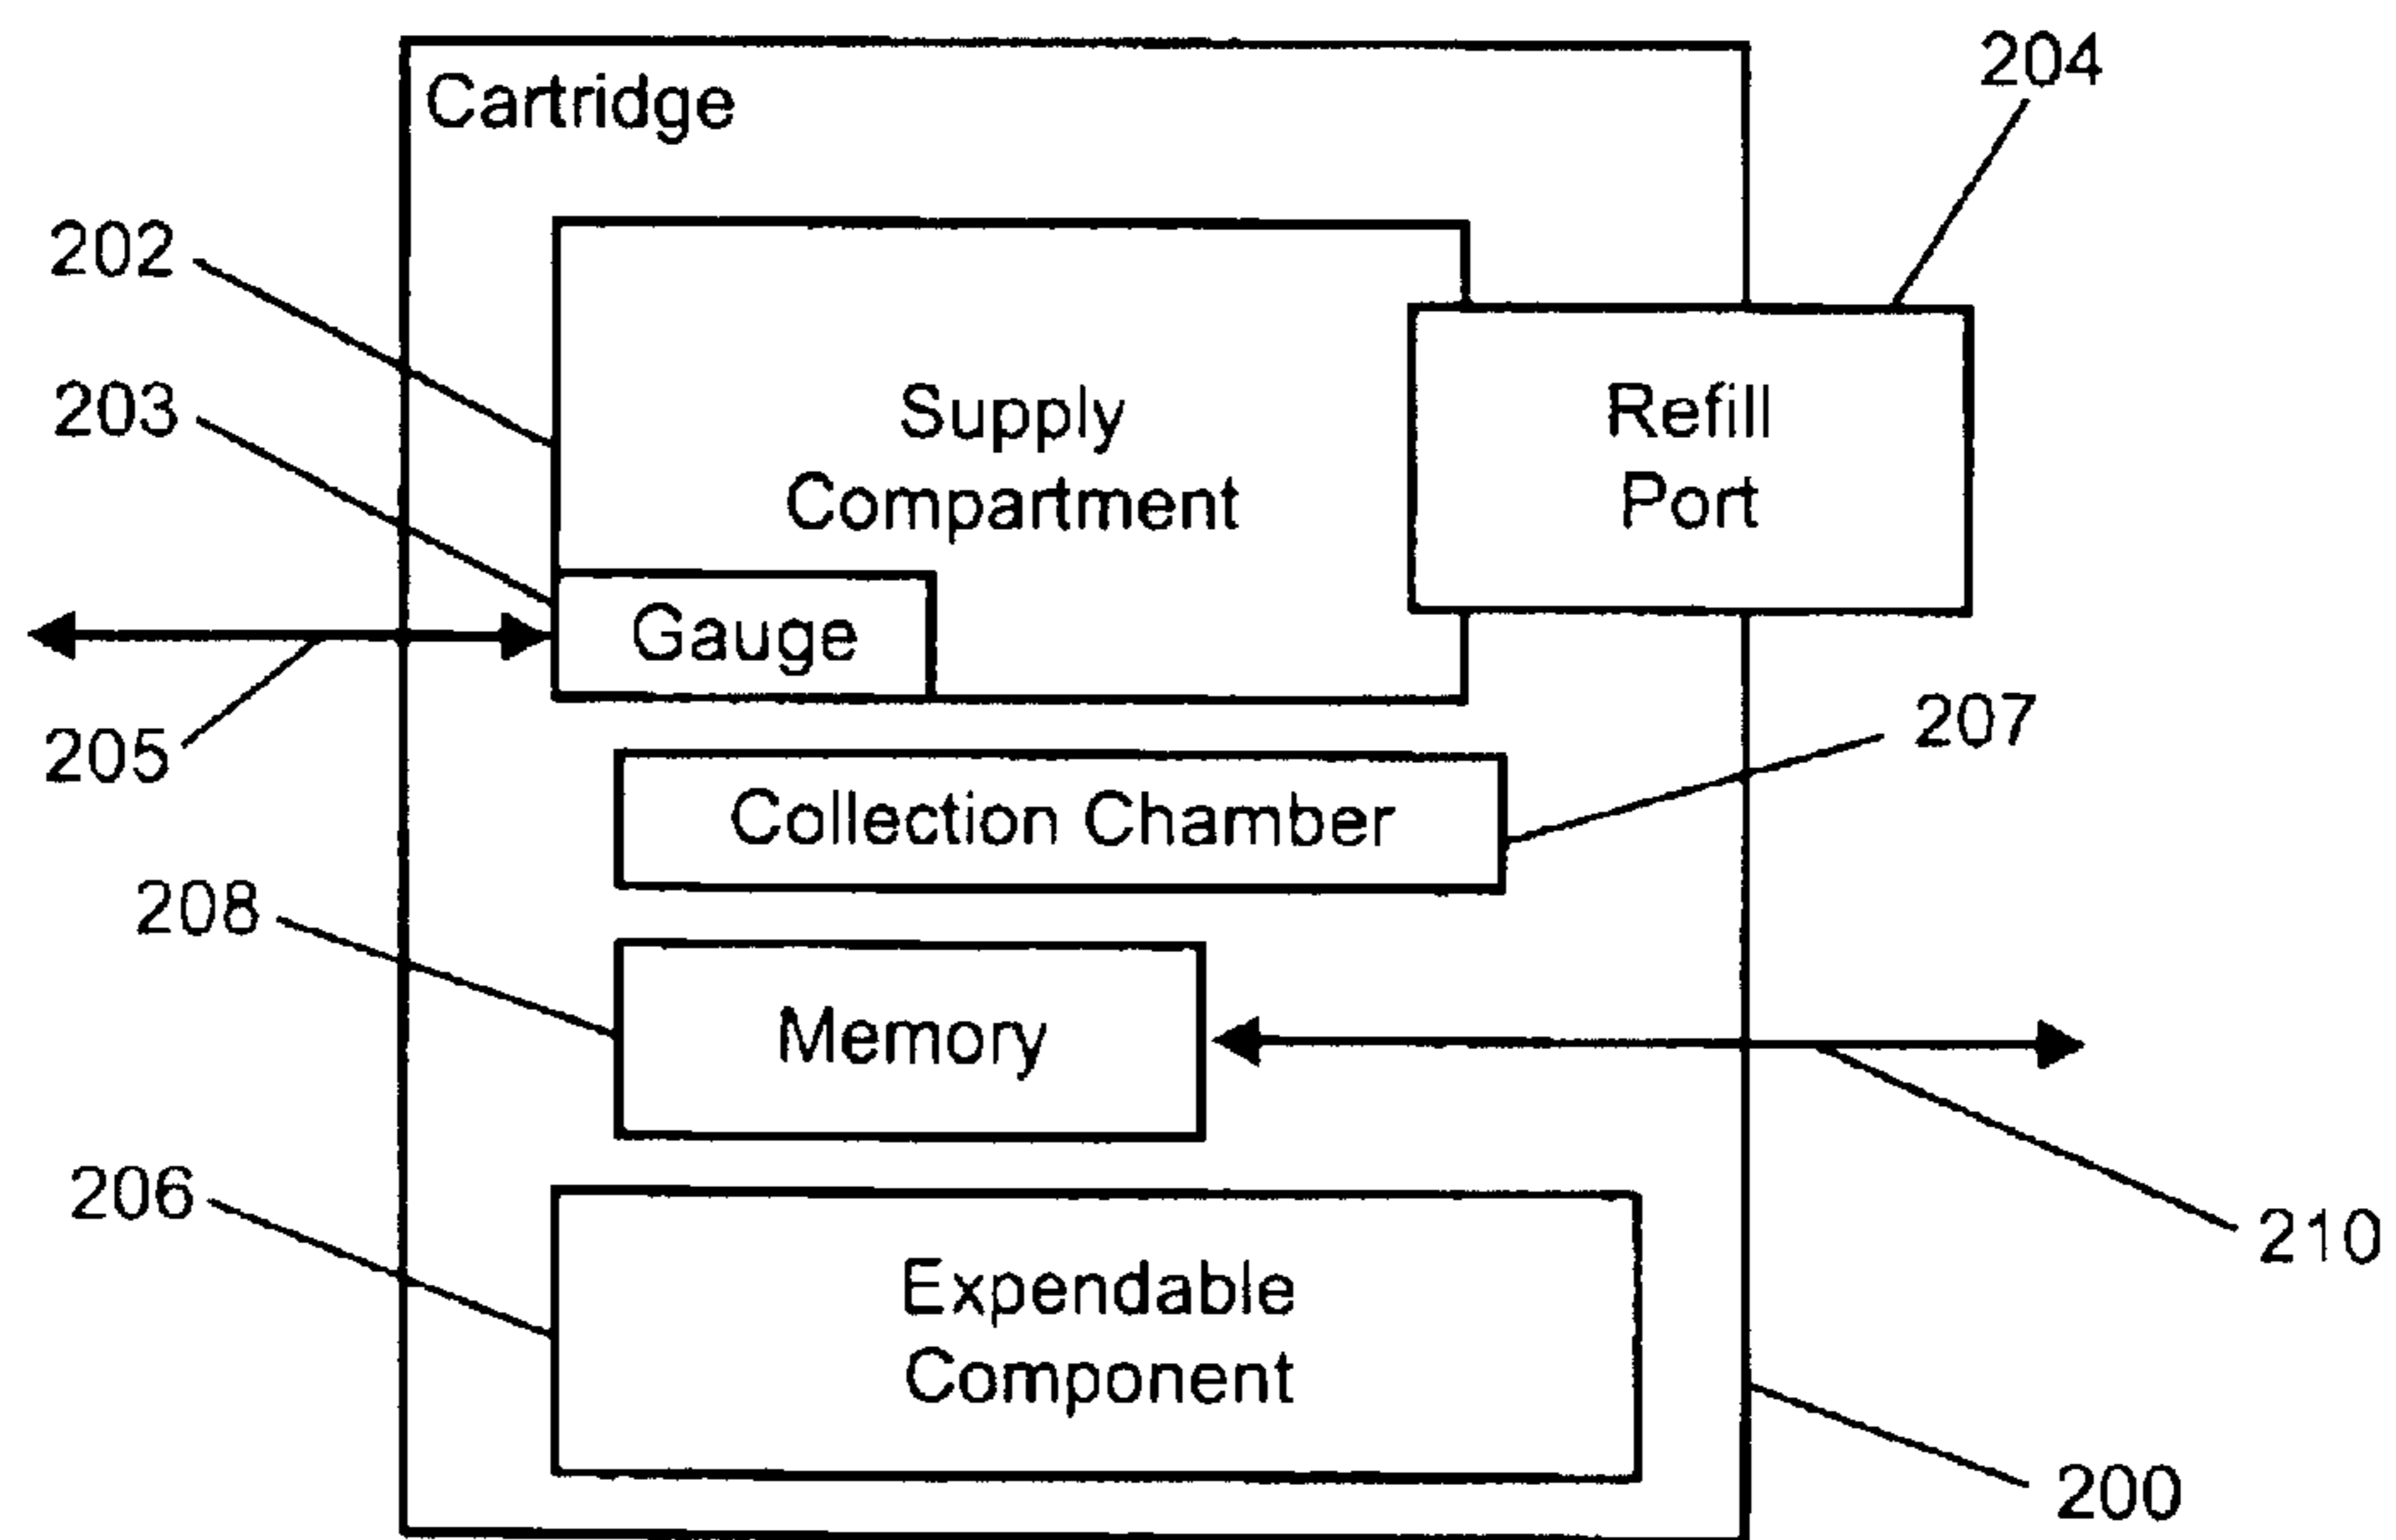 Cartridge
204
202
203
Supply
Compartment
Refill
Port
Gauge
205
207
Collection Chamber
208
Memory
206
210
Expendable
Component
200